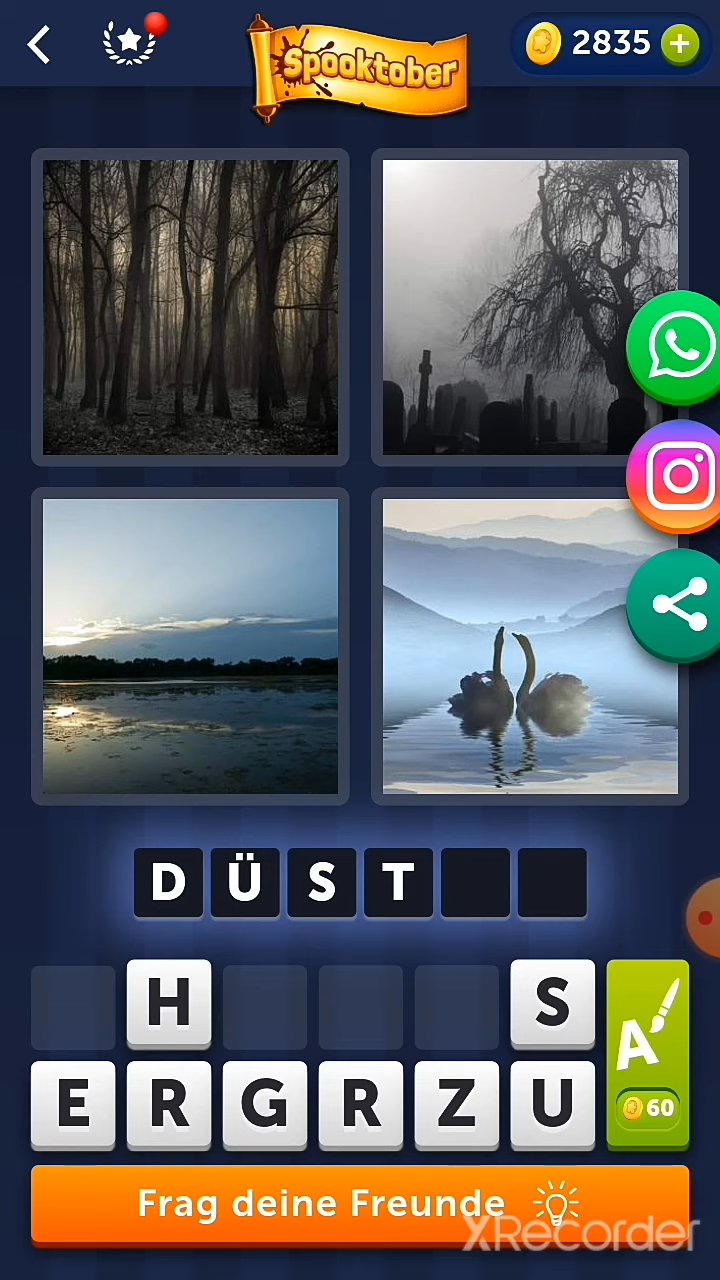 Spooktober
2835
DÜST
H S
ERGRZU
A
60
Frag deine Freunde
XRecorder